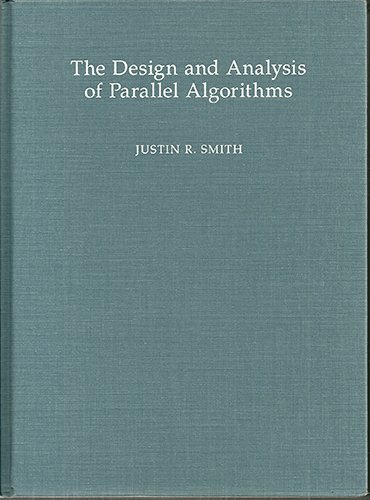 The Design and Analysis
of Parallel Algorithms
JUSTIN R. SMITH